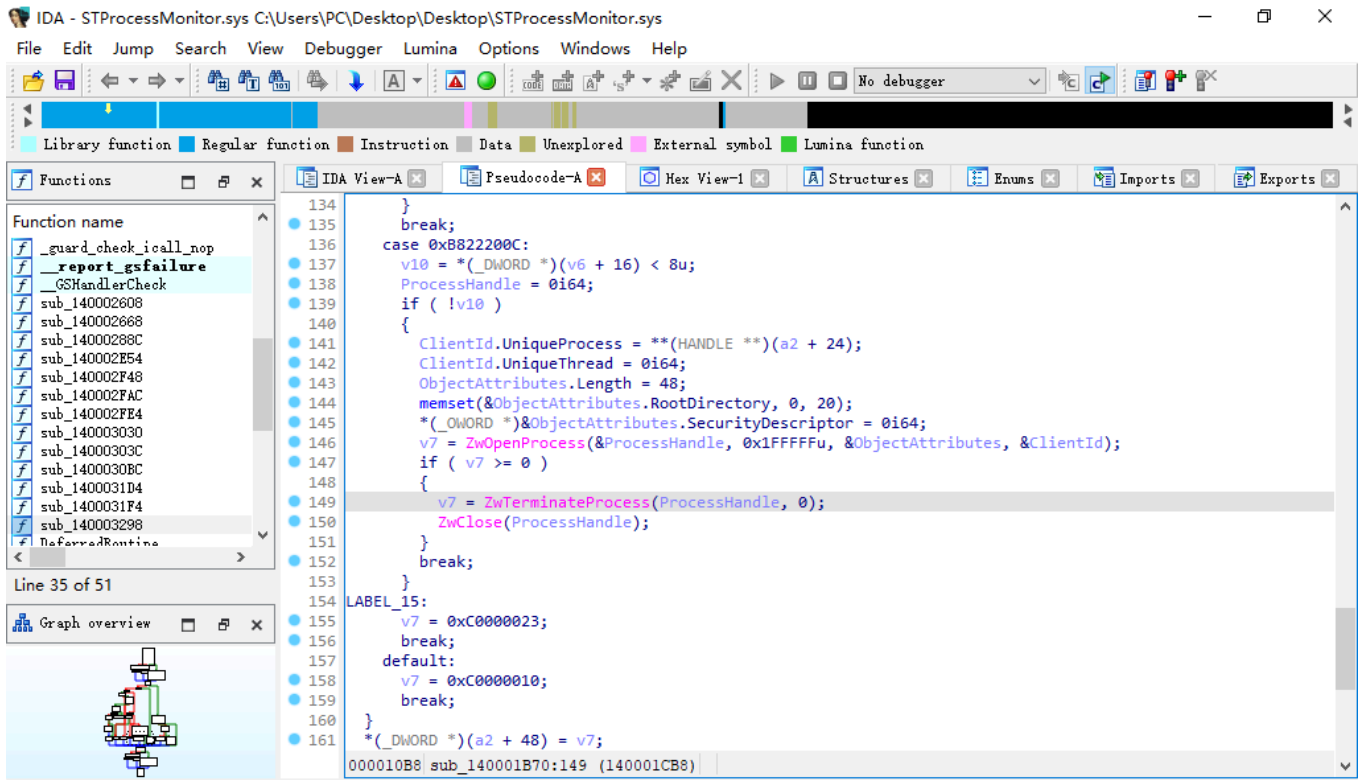 IDA - STProcessMonitor.sys C:\Users\PC\Desktop\Desktop\STProcessMonitor.sys
File Edit Jump Search View Debugger Lumina Options Windows Help
No debugger
Library function Regular function Instruction Data Unexplored External symbol Lumina function
Functions
IDA View-A Pseudocode-A Hex View-1 Structures Enums Imports Exports
Function name
_guard_check_icall_nop
__report_gsfailure
__GSHandlerCheck
sub_140002608
sub_140002668
sub_14000288C
sub_140002E54
sub_140002F48
sub_140002FAC
sub_140002FE4
sub_140003030
sub_14000303C
sub_1400030BC
sub_1400031D4
sub_1400031F4
sub_140003298
DeferredRoutine
Line 35 of 51
Graph overview
134 }
135 break;
136 case 0xB822200C:
137 v10 = *(_DWORD *)(v6 + 16) < 8u;
138 ProcessHandle = 0i64;
139 if ( !v10 )
140 {
141 ClientId.UniqueProcess = **(HANDLE **)(a2 + 24);
142 ClientId.UniqueThread = 0i64;
143 ObjectAttributes.Length = 48;
144 memset(&ObjectAttributes.RootDirectory, 0, 20);
145 *(_OWORD *)&ObjectAttributes.SecurityDescriptor = 0i64;
146 v7 = ZwOpenProcess(&ProcessHandle, 0x1FFFFFu, &ObjectAttributes, &ClientId);
147 if ( v7 >= 0 )
148 {
149 v7 = ZwTerminateProcess(ProcessHandle, 0);
150 ZwClose(ProcessHandle);
151 }
152 break;
153 }
154 LABEL_15:
155 v7 = 0xC0000023;
156 break;
157 default:
158 v7 = 0xC0000010;
159 break;
160 }
161 *(_DWORD *)(a2 + 48) = v7;
000010B8 sub_140001B70:149 (140001CB8)